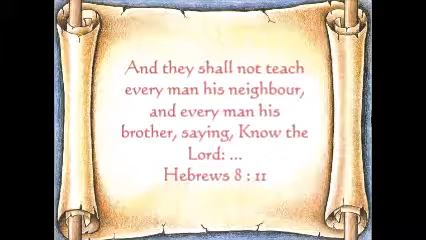 And they shall not teach
every man his neighbour,
and every man his
brother, saying, Know the
Lord: ...
Hebrews 8 : 11